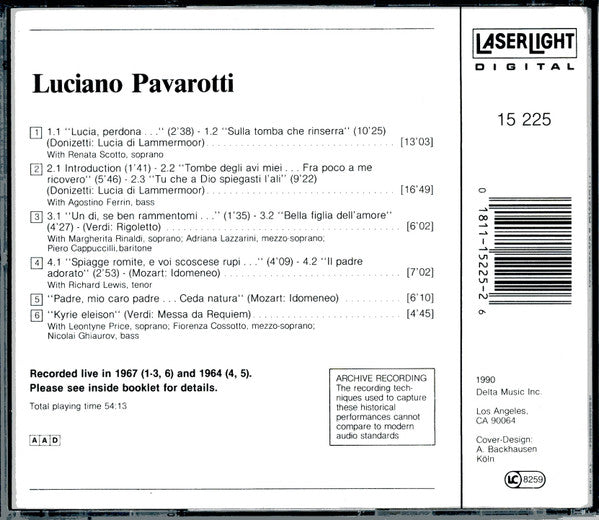 Luciano Pavarotti
1 1.1 "Lucia, perdona . . ." (2'38) - 1.2 "Sulla tomba che rinserra" (10'25)
(Donizetti: Lucia di Lammermoor) . . . . . . . . . . . . . . . . . . . . . . . . . . . . [13'03]
With Renata Scotto, soprano
2 2.1 Introduction (1'41) - 2.2 "Tombe degli avi miei . . . Fra poco a me
ricovero" (5'46) - 2.3 "Tu che a Dio spiegasti l'ali" (9'22)
(Donizetti: Lucia di Lammermoor) . . . . . . . . . . . . . . . . . . . . . . . . . . . . [16'49]
With Agostino Ferrin, bass
3 3.1 "Un di, se ben rammentomi . . ." (1'35) - 3.2 "Bella figlia dell'amore"
(4'27) - (Verdi: Rigoletto) . . . . . . . . . . . . . . . . . . . . . . . . . . . . . . . . [6'02]
With Margherita Rinaldi, soprano; Adriana Lazzarini, mezzo-soprano;
Piero Cappuccilli, baritone
4 4.1 "Spiagge romite, e voi scoscese rupi . . ." (4'09) - 4.2 "Il padre
adorato" (2'53) - (Mozart: Idomeneo) . . . . . . . . . . . . . . . . . . . . . . . . [7'02]
With Richard Lewis, tenor
5 "Padre, mio caro padre . . . Ceda natura" (Mozart: Idomeneo) . . . . . . . . . . [6'10]
6 "Kyrie eleison" (Verdi: Messa da Requiem) . . . . . . . . . . . . . . . . . . . . . [4'45]
With Leontyne Price, soprano; Fiorenza Cossotto, mezzo-soprano;
Nicolai Ghiaurov, bass
Recorded live in 1967 (1-3, 6) and 1964 (4, 5).
Please see inside booklet for details.
Total playing time 54:13
AAD
ARCHIVE RECORDING
The recording tech-
niques used to capture
these historical
performances cannot
compare to modern
audio standards
LASERLIGHT
DIGITAL
15 225
0 1811-15225-2 6
1990
Delta Music Inc.
Los Angeles,
CA 90064
Cover-Design:
A. Backhausen
Köln
LC 8259